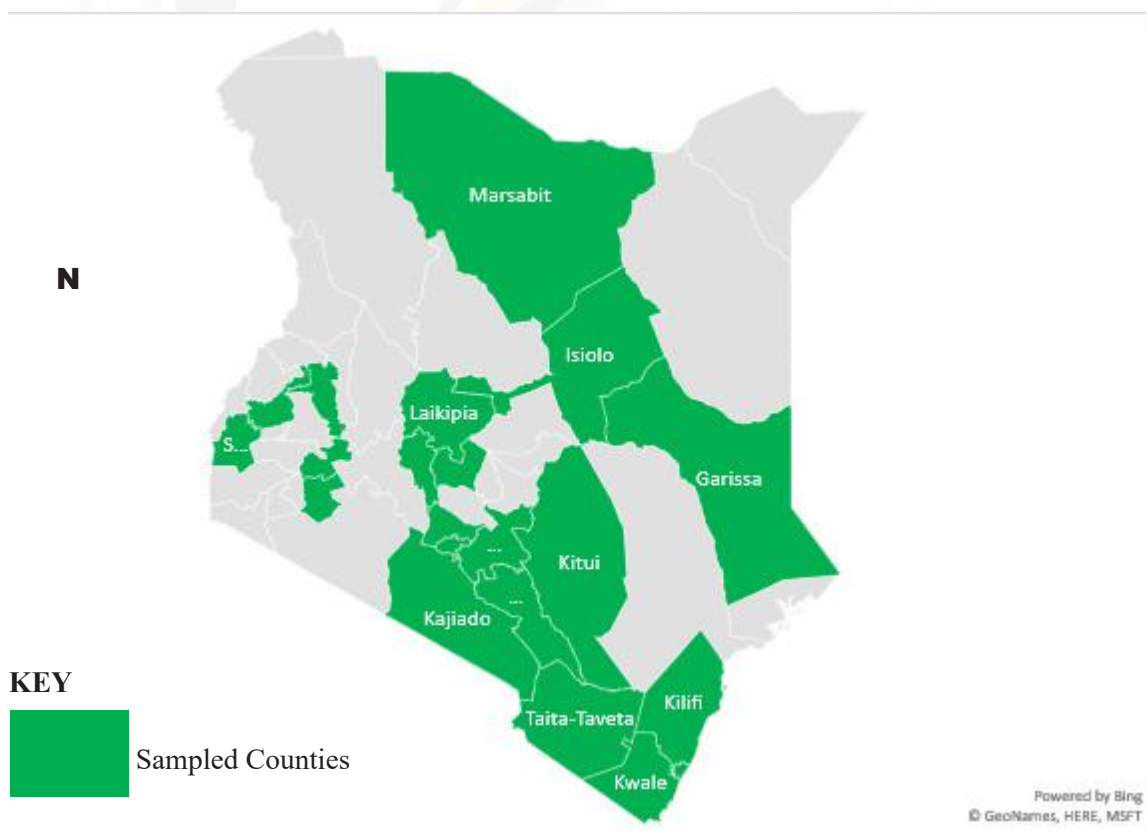 Marsabit
N
Isiolo
Laikipia
S...
Garissa
...
Kitui
...
Kajiado
KEY
Kilifi
Taita-Taveta
Sampled Counties
Kwale
Powered by Bing
© GeoNames, HERE, MSFT